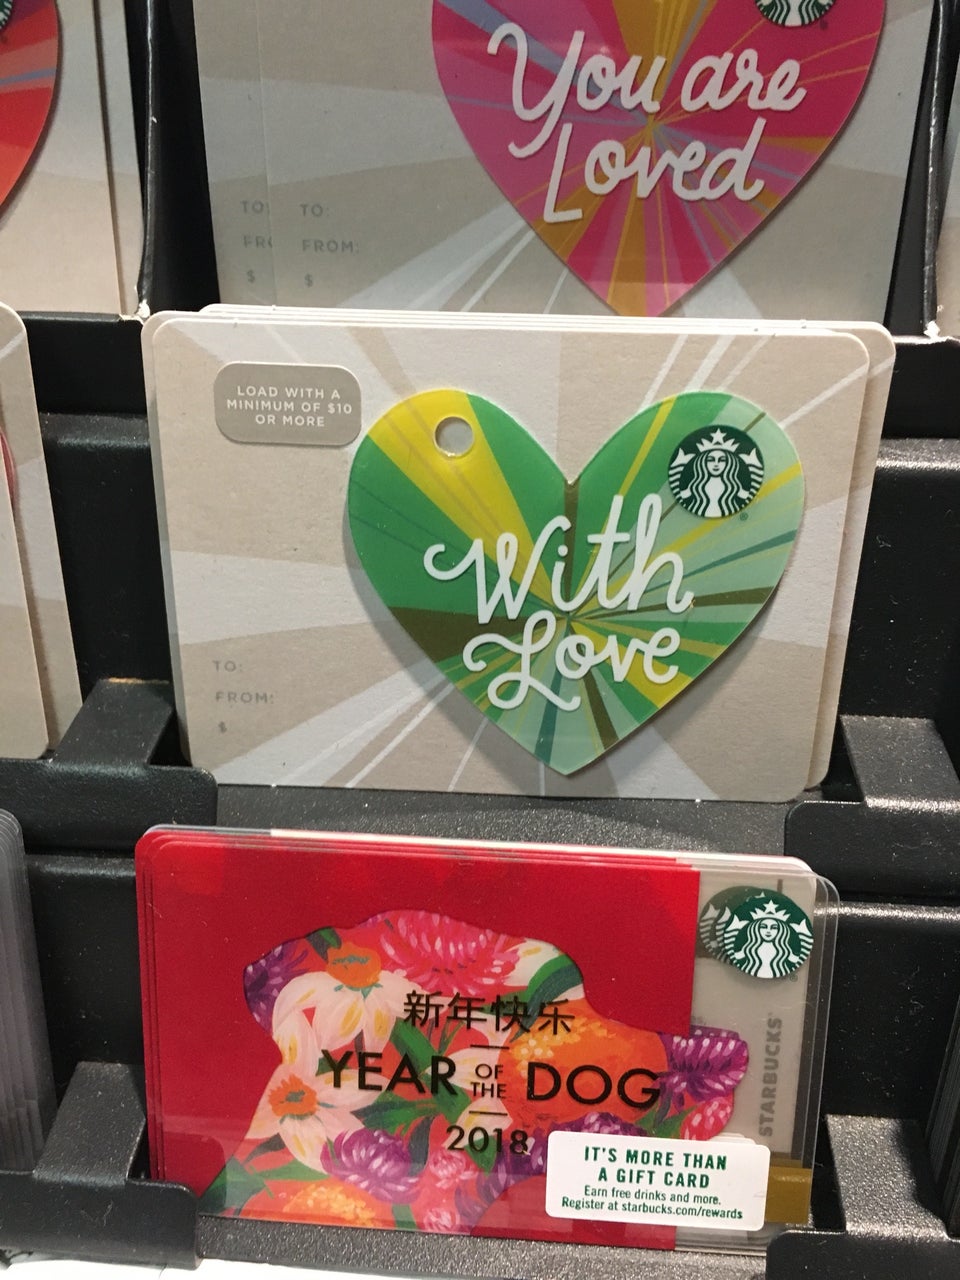 You are
Loved
TO:
FROM:
$
TO:
FROM:
$
LOAD WITH A
MINIMUM OF $10
OR MORE
With
Love
TO:
FROM:
$
新年快乐
YEAR OF THE DOG
2018
STARBUCKS
IT'S MORE THAN
A GIFT CARD
Earn free drinks and more.
Register at starbucks.com/rewards